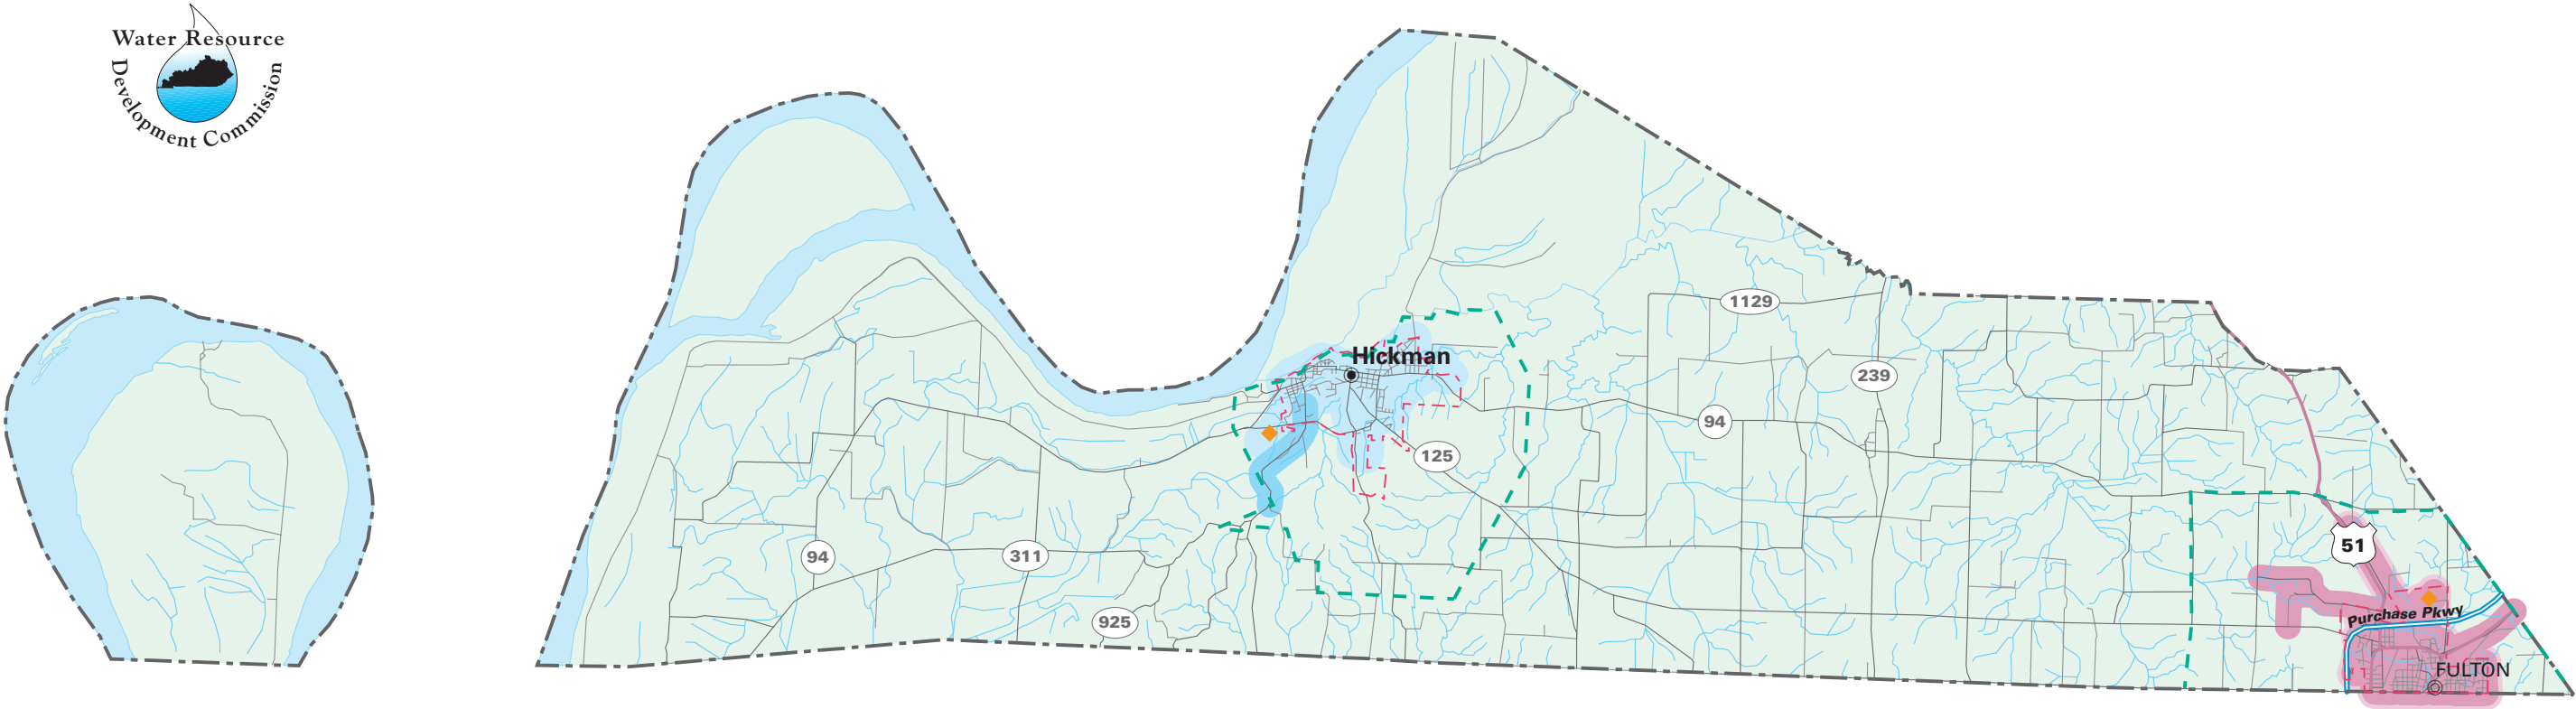 Water Resource
Development Commission
Hickman
1129
239
94
125
94
311
925
51
Purchase Pkwy
FULTON